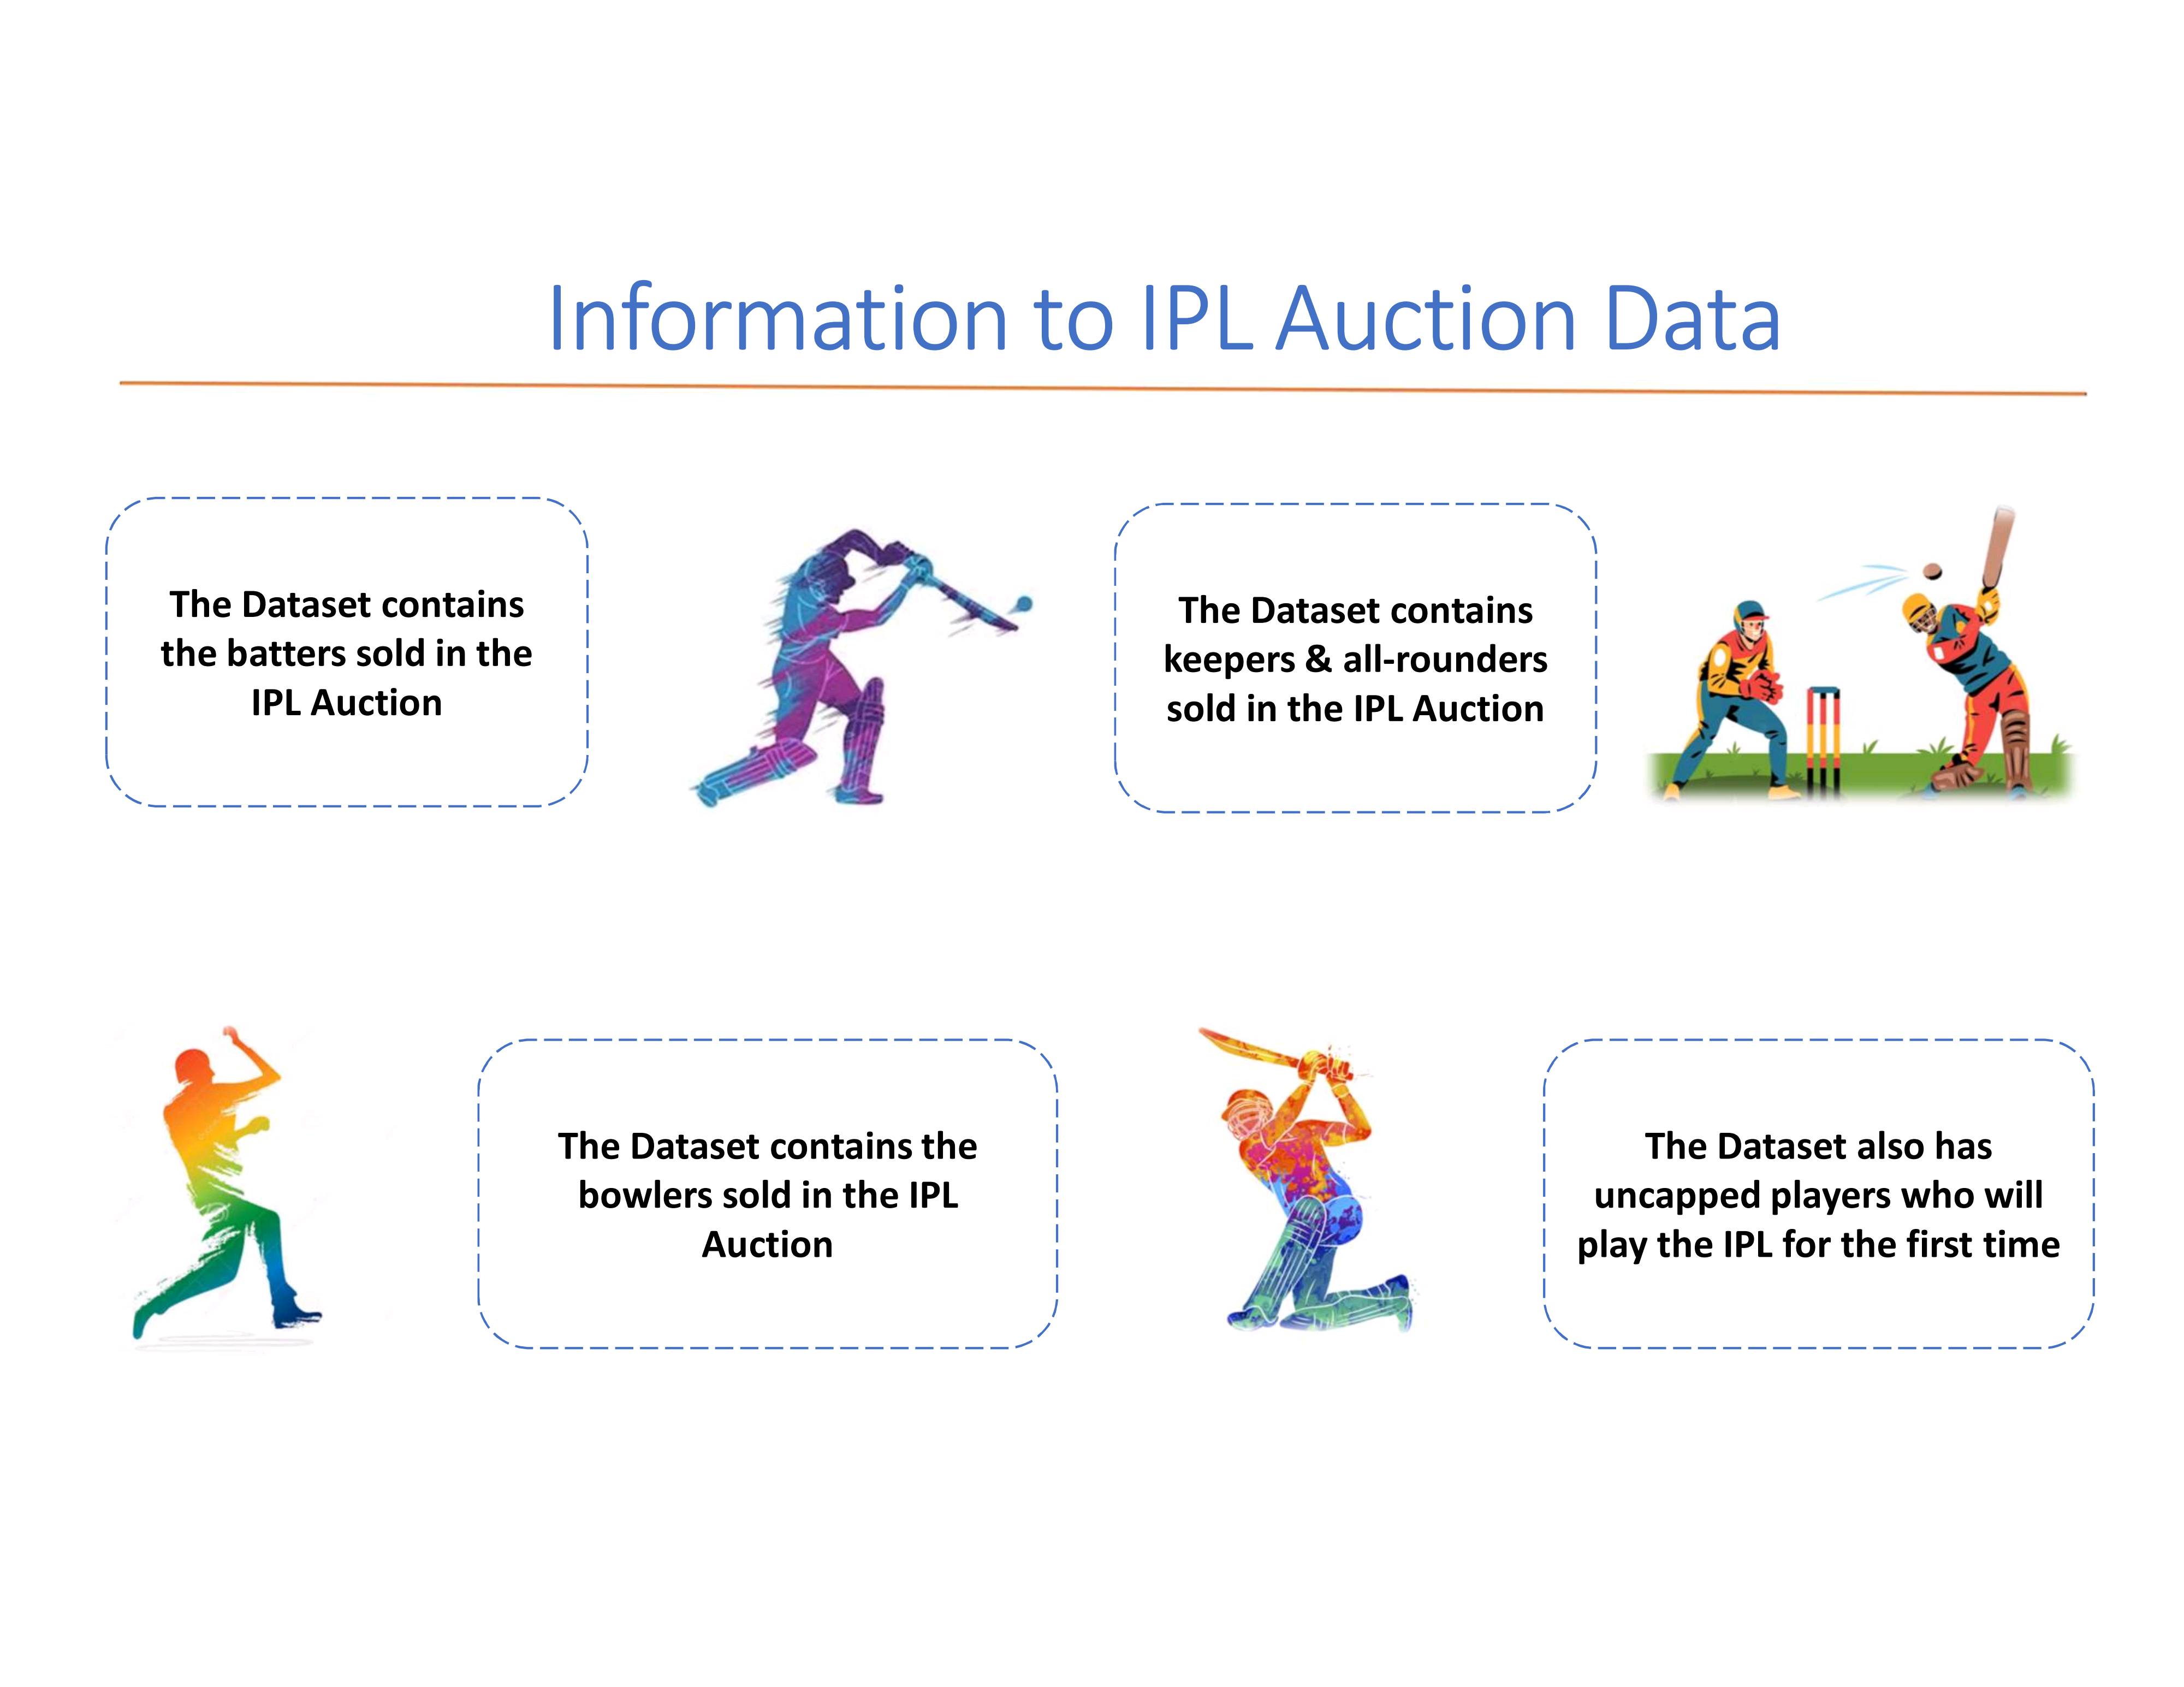 Information to IPL Auction Data
The Dataset contains
the batters sold in the
IPL Auction
The Dataset contains
keepers & all-rounders
sold in the IPL Auction
The Dataset contains the
bowlers sold in the IPL
Auction
The Dataset also has
uncapped players who will
play the IPL for the first time